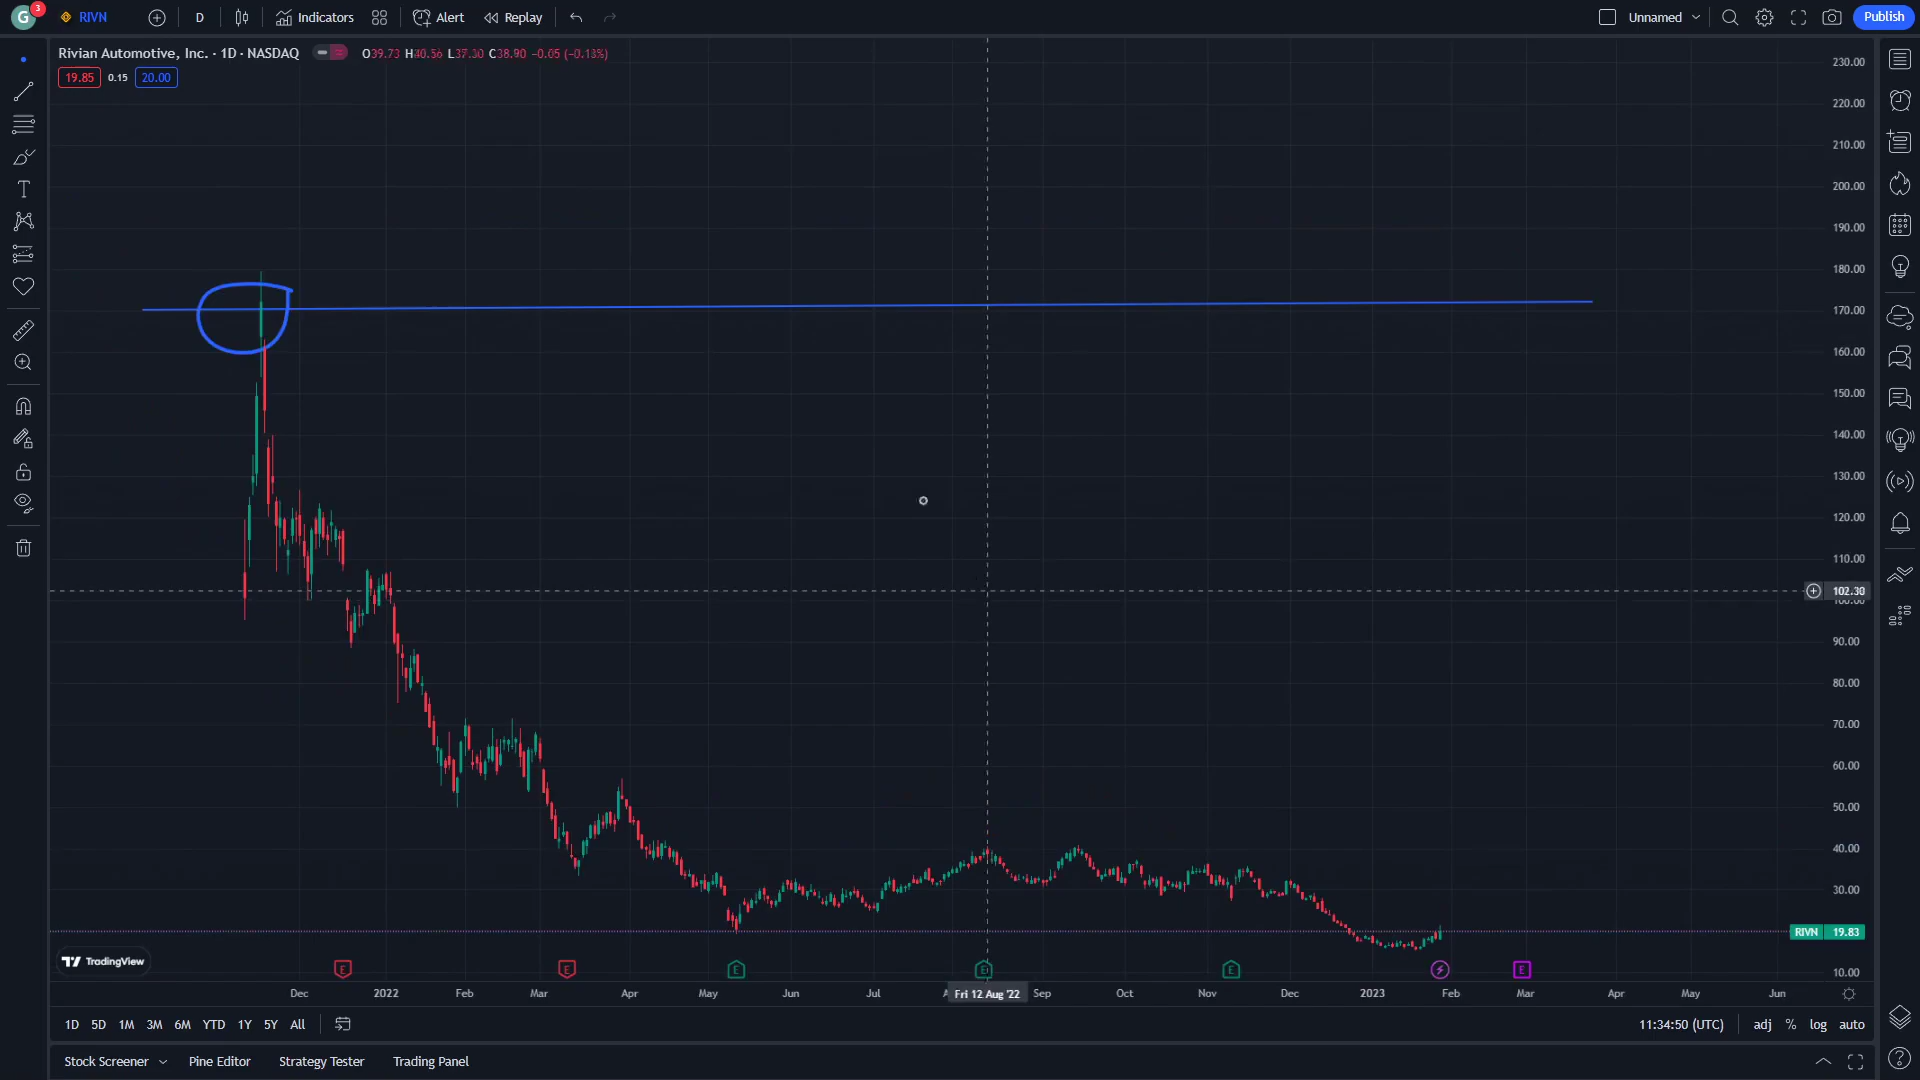 G 3 RIVN D Indicators Alert Replay Unnamed Publish
Rivian Automotive, Inc. · 1D · NASDAQ O39.73 H40.56 L37.30 C38.90 −0.05 (−0.13%)
19.85 0.15 20.00
230.00
220.00
210.00
200.00
190.00
180.00
170.00
160.00
150.00
140.00
130.00
120.00
110.00
102.30
100.00
90.00
80.00
70.00
60.00
50.00
40.00
30.00
RIVN 19.83
TradingView
E E E E E E
10.00
Dec 2022 Feb Mar Apr May Jun Jul Fri 12 Aug '22 Sep Oct Nov Dec 2023 Feb Mar Apr May Jun
1D 5D 1M 3M 6M YTD 1Y 5Y All 11:34:50 (UTC) adj % log auto
Stock Screener Pine Editor Strategy Tester Trading Panel